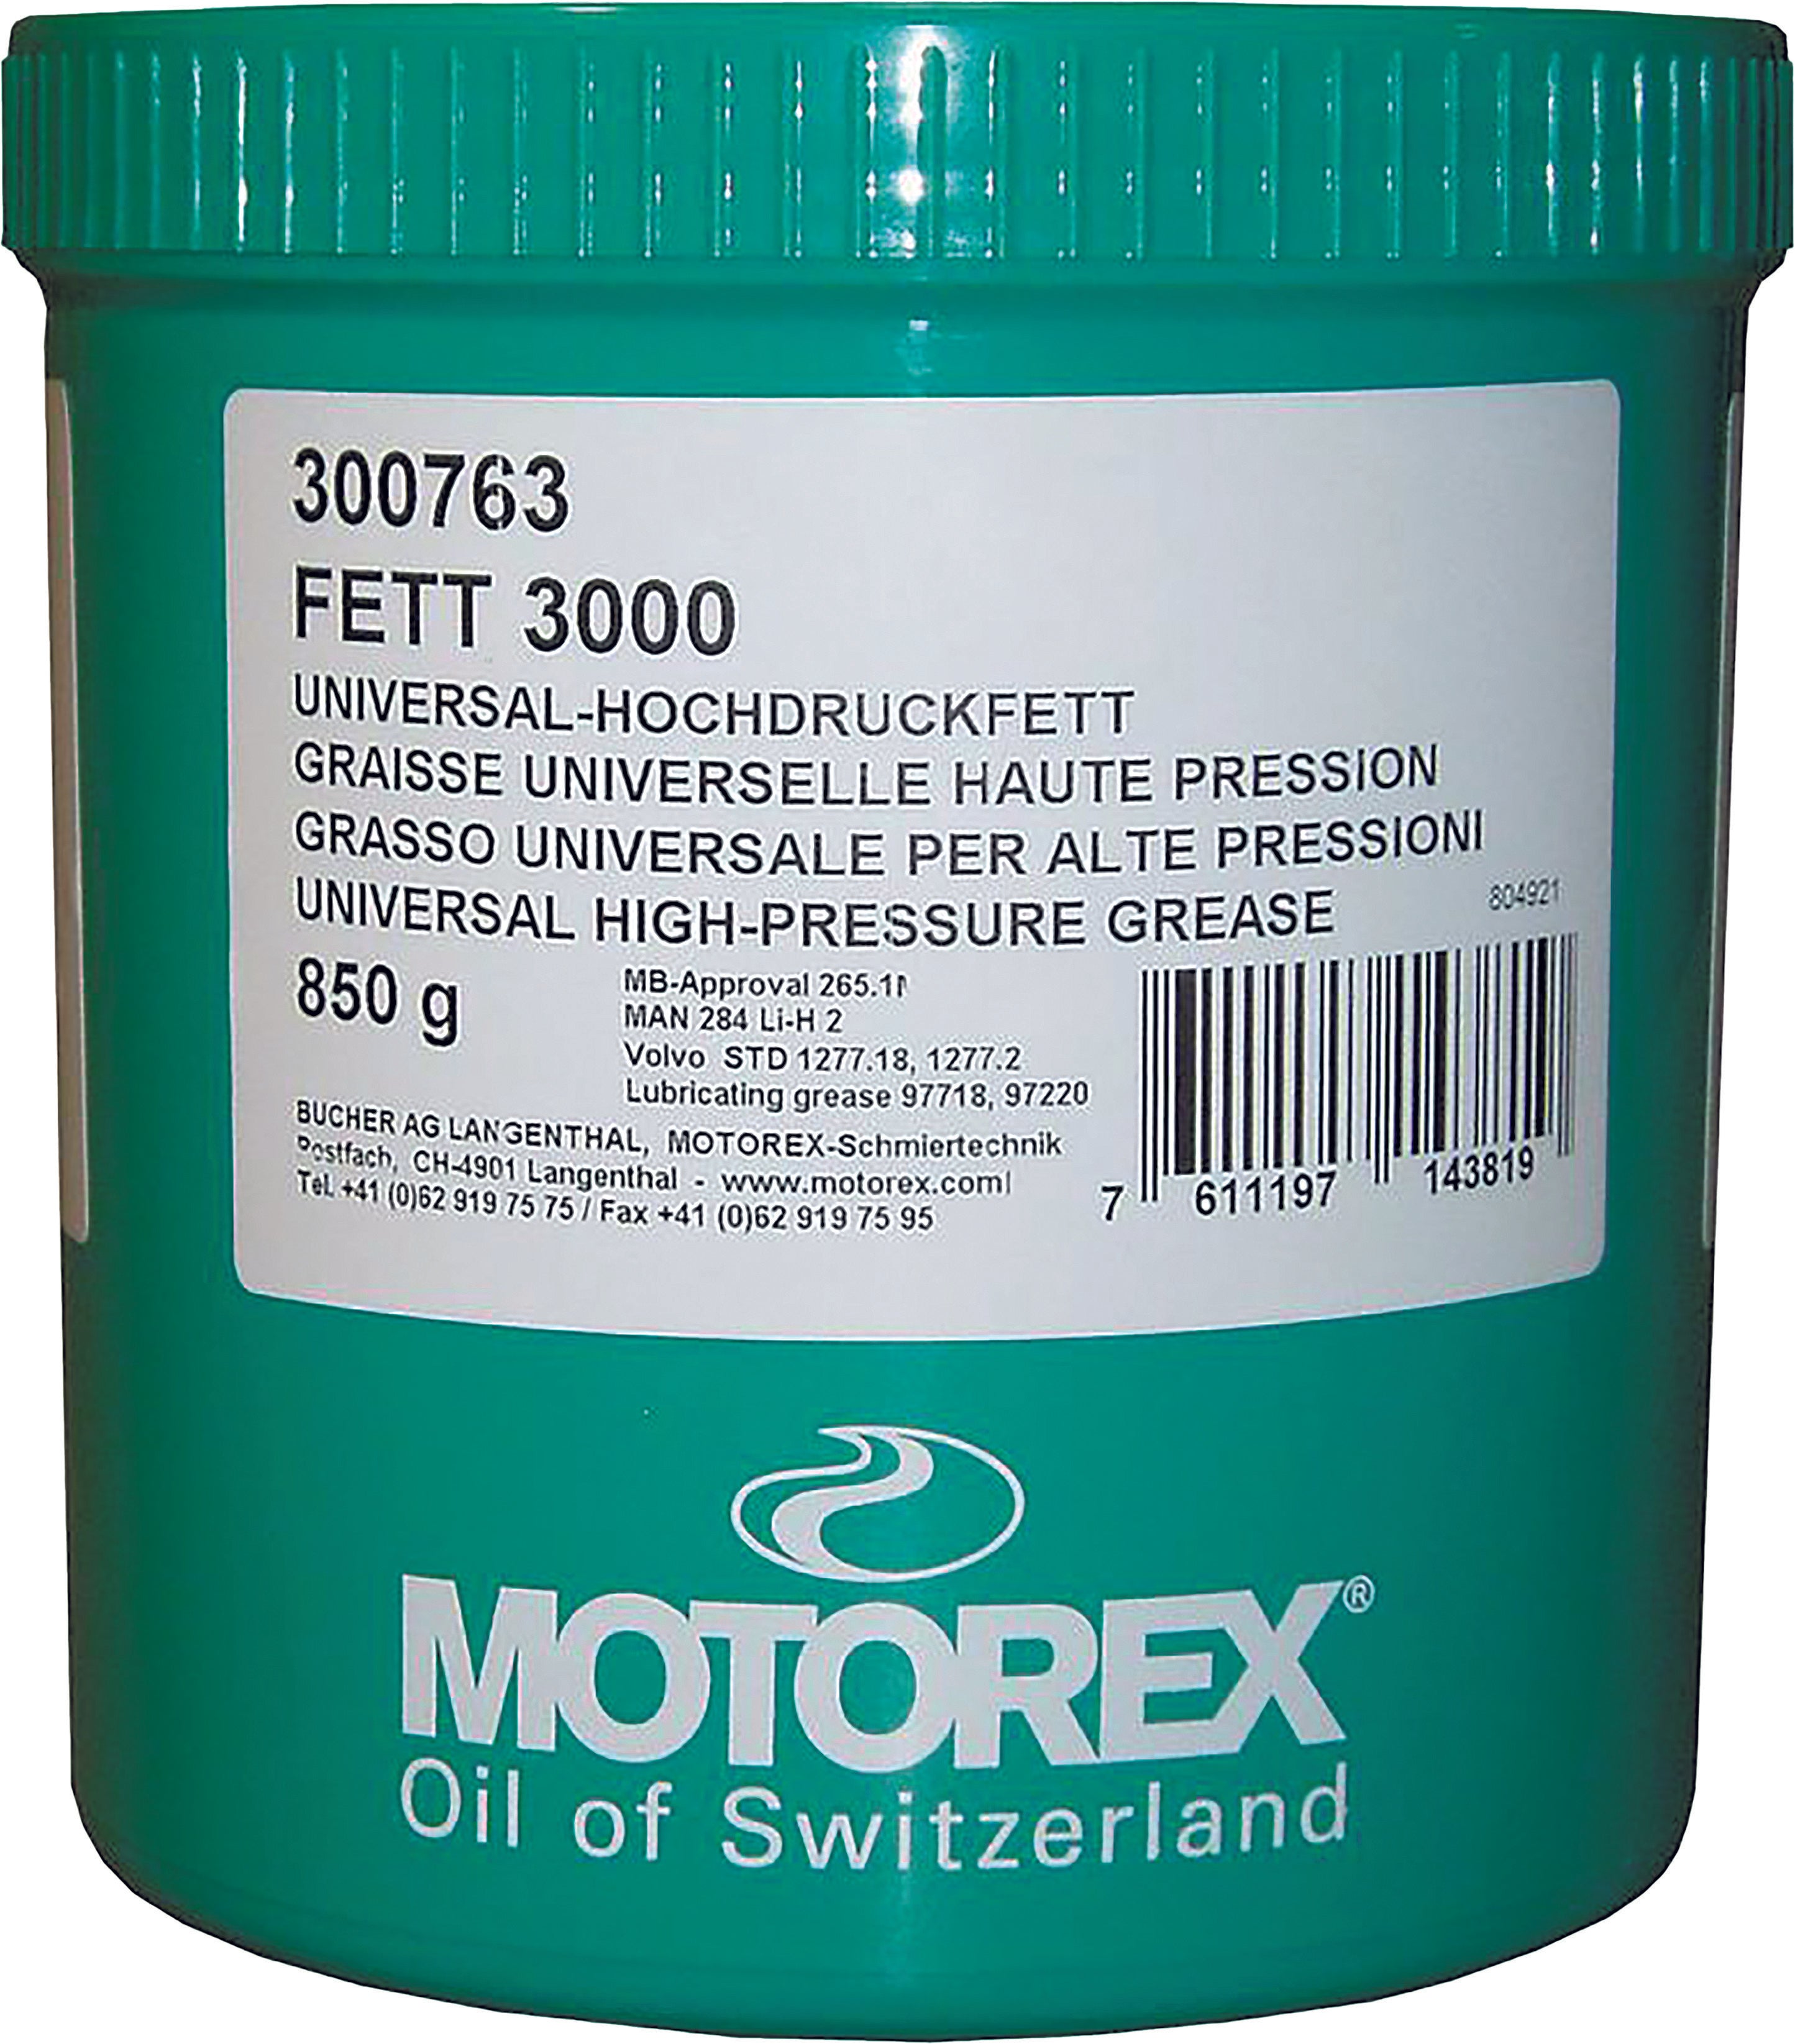 300763
FETT 3000
UNIVERSAL-HOCHDRUCKFETT
GRAISSE UNIVERSELLE HAUTE PRESSION
GRASSO UNIVERSALE PER ALTE PRESSIONI
UNIVERSAL HIGH-PRESSURE GREASE
804921
850 g
MB-Approval
MAN 284 Li-H 2
Volvo STD 1277.18, 1277.2
Lubricating grease 97718, 97220
BUCHER AG LANGENTHAL, MOTOREX-Schmiertechnik
Postfach, CH-4901 Langenthal - www.motorex.com
Tel. +41 (0)62 919 75 75 / Fax +41 (0)62 919 75 95
7 611197 143819
MOTOREX®
Oil of Switzerland